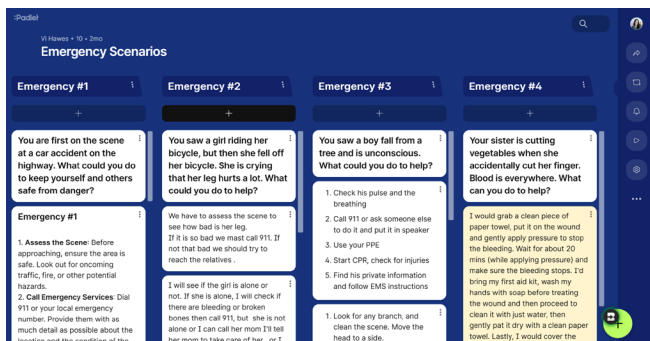 :Padlet
Vi Hawes + 10 • 2mo
Emergency Scenarios
Emergency #1
You are first on the scene
at a car accident on the
highway. What could you do
to keep yourself and others
safe from danger?
Emergency #1
1. Assess the Scene: Before
approaching, ensure the area is
safe. Look out for oncoming
traffic, fire, or other potential
hazards.
2. Call Emergency Services: Dial
911 or your local emergency
number. Provide them with as
much detail as possible about the
location and the condition of the
Emergency #2
You saw a girl riding her
bicycle, but then she fell off
her bicycle. She is crying
that her leg hurts a lot. What
could you do to help?
We have to assess the scene to
see how bad is her leg.
If it is so bad we mast call 911. If
not that bad we should try to
reach the relatives .
I will see if the girl is alone or
not. If she is alone, I will check if
there are bleeding or broken
bones then call 911, but she is not
alone or I can call her mom I'll tell
her mom to take care of her, or I
Emergency #3
You saw a boy fall from a
tree and is unconscious.
What could you do to help?
1. Check his pulse and the
breathing
2. Call 911 or ask someone else
to do it and put it in speaker
3. Use your PPE
4. Start CPR, check for injuries
5. Find his private information
and follow EMS instructions
1. Look for any branch, and
clean the scene. Move the
head to a side.
Emergency #4
Your sister is cutting
vegetables when she
accidentally cut her finger.
Blood is everywhere. What
can you do to help?
I would grab a clean piece of
paper towel, put it on the wound
and gently apply pressure to stop
the bleeding. Wait for about 20
mins (while applying pressure) and
make sure the bleeding stops. I'd
bring my first aid kit, wash my
hands with soap before treating
the wound and then proceed to
clean it with just water, then
gently pat it dry with a clean paper
towel. Lastly, I would cover the